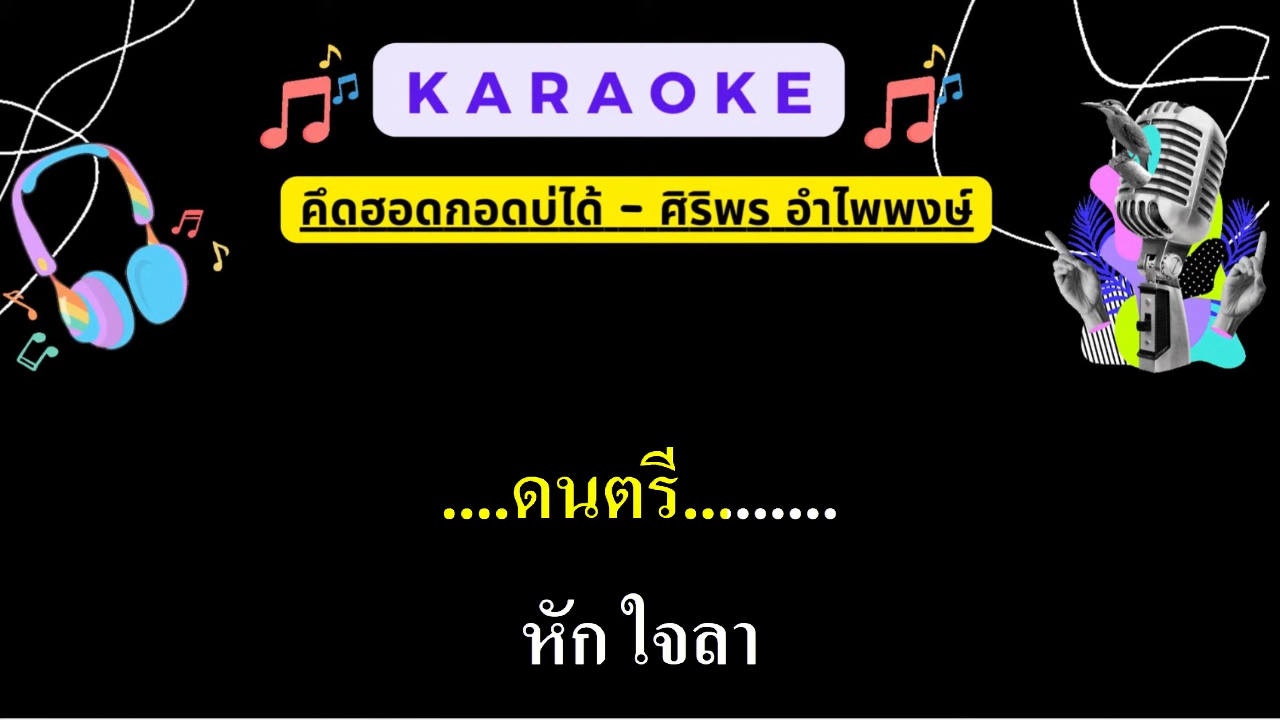 KARAOKE
คึดฮอดกอดบ่ได้ - ศิริพร อำไพพงษ์
....ดนตรี.........
หัก ใจลา